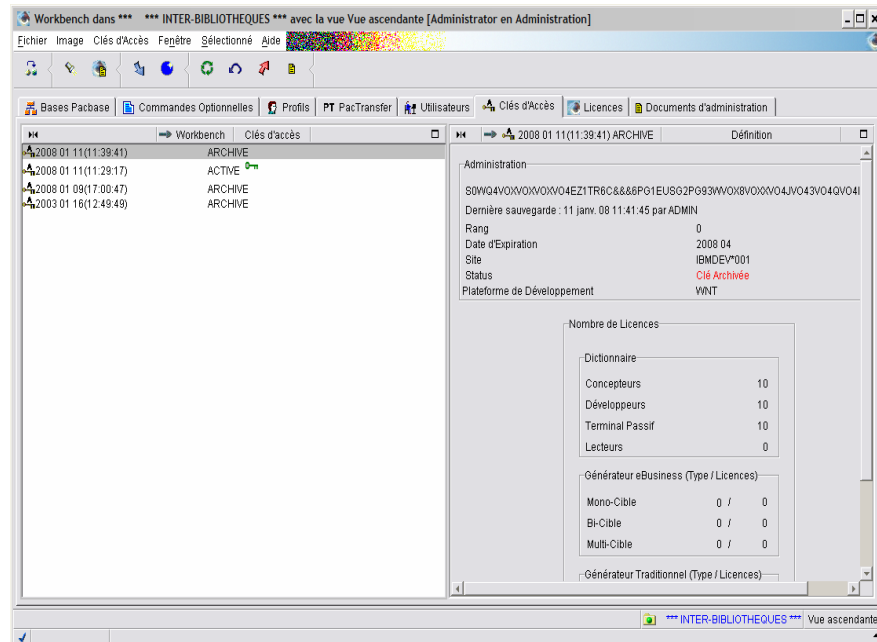 Workbench dans *** *** INTER-BIBLIOTHEQUES *** avec la vue Vue ascendante [Administrator en Administration]
Fichier Image Clés d'Accès Fenêtre Sélectionné Aide
Bases Pacbase Commandes Optionnelles Profils PT PacTransfer Utilisateurs Clés d'Accès Licences Documents d'administration
Workbench Clés d'accès
2008 01 11(11:39:41) ARCHIVE
2008 01 11(11:29:17) ACTIVE
2008 01 09(17:00:47) ARCHIVE
2003 01 16(12:49:49) ARCHIVE
2008 01 11(11:39:41) ARCHIVE Définition
Administration
Dernière sauvegarde : 11 janv. 08 11:41:45 par ADMIN
Rang 0
Date d'Expiration 2008 04
Site IBMDEV*001
Status Clé Archivée
Plateforme de Développement WNT
Nombre de Licences
Dictionnaire
Concepteurs 10
Développeurs 10
Terminal Passif 10
Lecteurs 0
Générateur eBusiness (Type / Licences)
Mono-Cible 0 / 0
Bi-Cible 0 / 0
Multi-Cible 0 / 0
Générateur Traditionnel (Type / Licences)
*** INTER-BIBLIOTHEQUES *** Vue ascendante